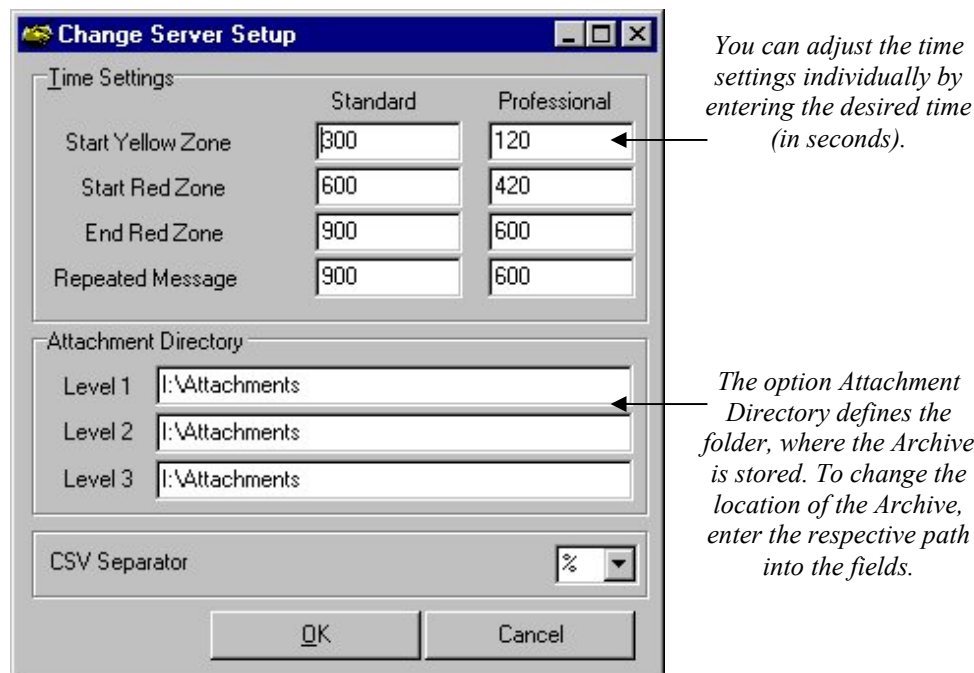 Change Server Setup
Time Settings
Standard Professional
Start Yellow Zone 300 120
Start Red Zone 600 420
End Red Zone 900 600
Repeated Message 900 600
Attachment Directory
Level 1 I:\Attachments
Level 2 I:\Attachments
Level 3 I:\Attachments
CSV Separator %
OK Cancel
You can adjust the time
settings individually by
entering the desired time
(in seconds).
The option Attachment
Directory defines the
folder, where the Archive
is stored. To change the
location of the Archive,
enter the respective path
into the fields.